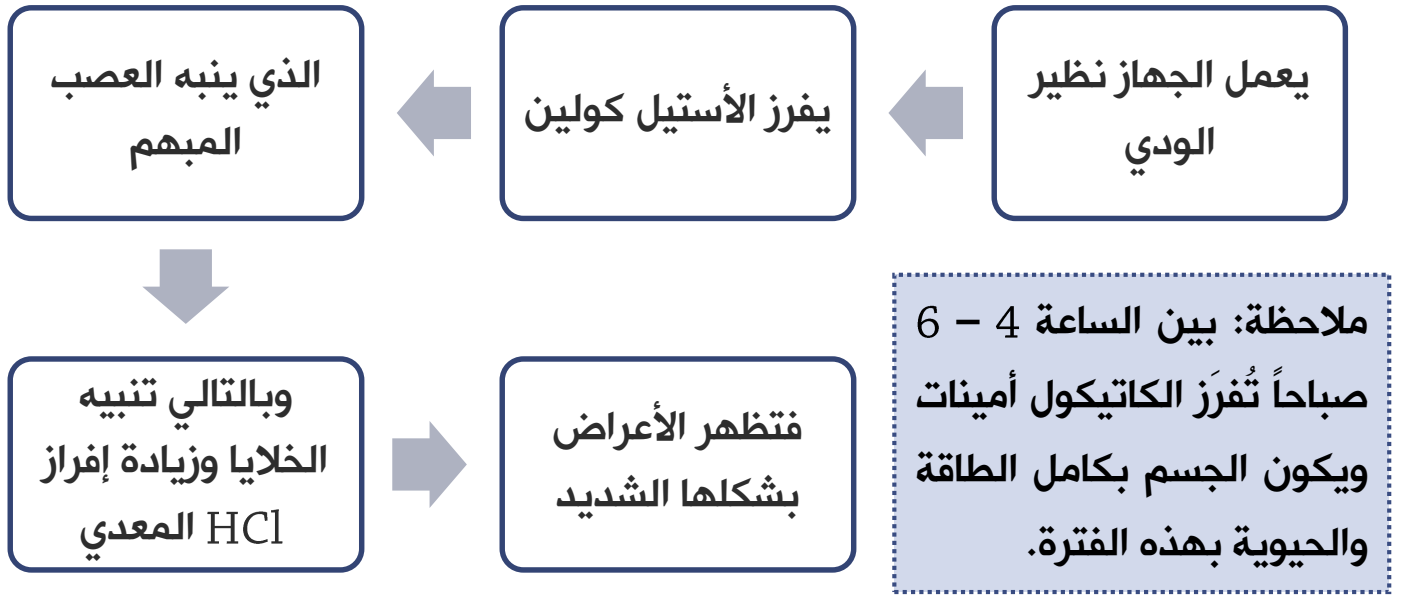 يعمل الجهاز نظير
الودي
يفرز الأستيل كولين
الذي ينبه العصب
المبهم
وبالتالي تنبيه
الخلايا وزيادة إفراز
HCl المعدي
فتظهر الأعراض
بشكلها الشديد
ملاحظة: بين الساعة 4 – 6
صباحاً تُفرَز الكاتيكول أمينات
ويكون الجسم بكامل الطاقة
والحيوية بهذه الفترة.